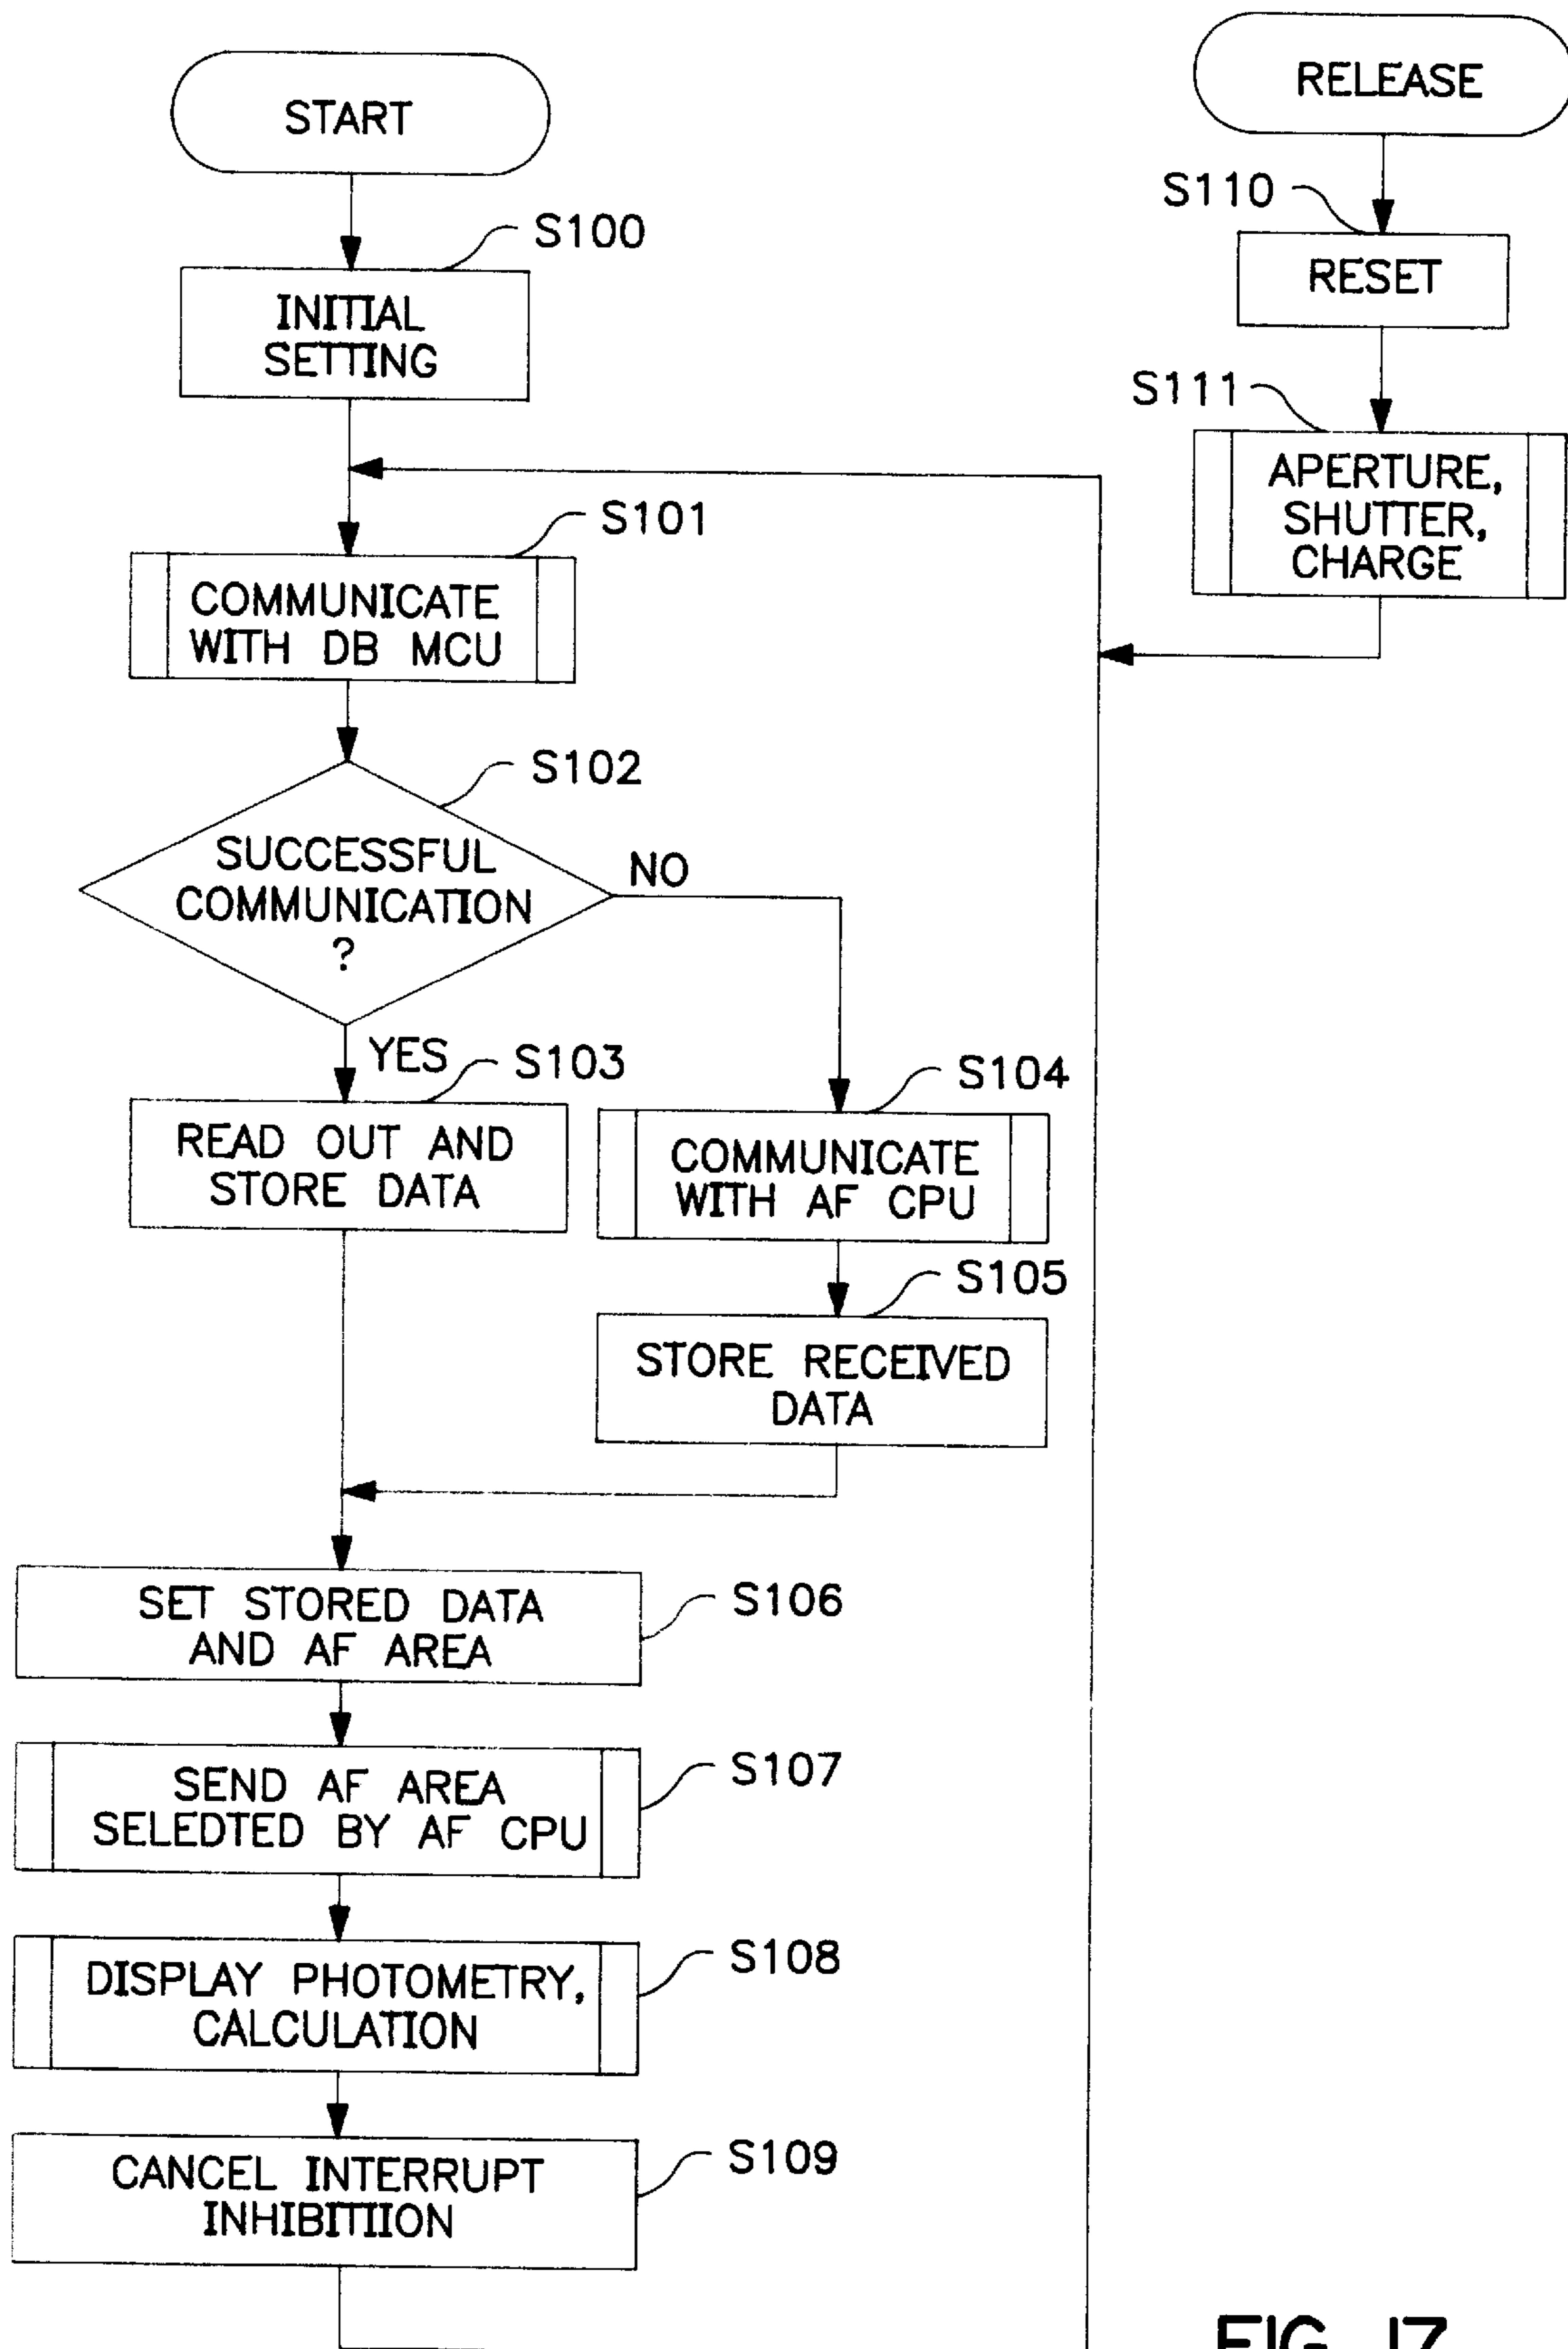 START
S100
INITIAL
SETTING
S101
COMMUNICATE
WITH DB MCU
S102
SUCCESSFUL
COMMUNICATION
?
NO
YES
S103
READ OUT AND
STORE DATA
S104
COMMUNICATE
WITH AF CPU
S105
STORE RECEIVED
DATA
S106
SET STORED DATA
AND AF AREA
S107
SEND AF AREA
SELEDTED BY AF CPU
S108
DISPLAY PHOTOMETRY,
CALCULATION
S109
CANCEL INTERRUPT
INHIBITIION
RELEASE
S110
RESET
S111
APERTURE,
SHUTTER,
CHARGE
FIG. 17